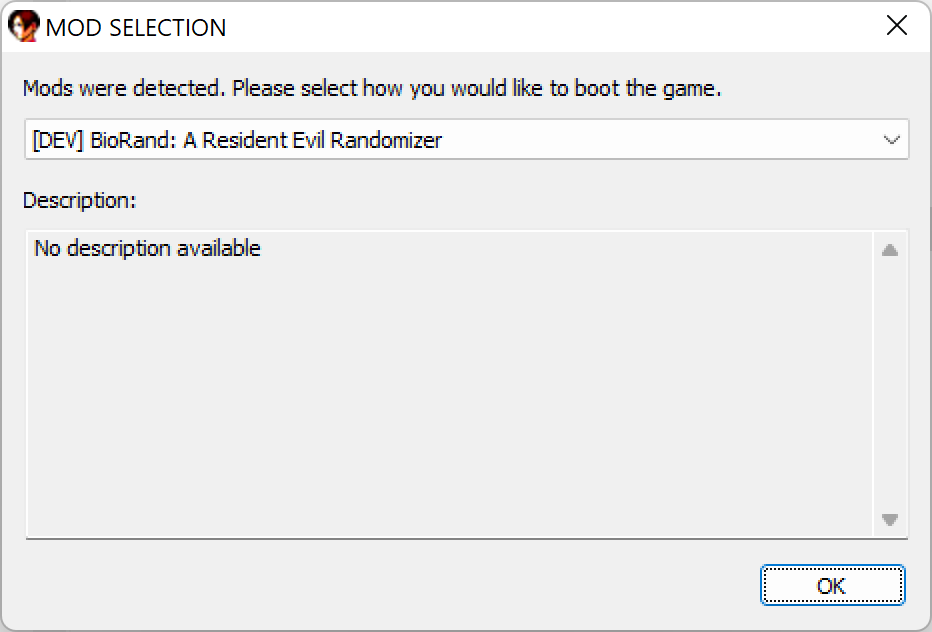 MOD SELECTION
Mods were detected. Please select how you would like to boot the game.
[DEV] BioRand: A Resident Evil Randomizer
Description:
No description available
OK